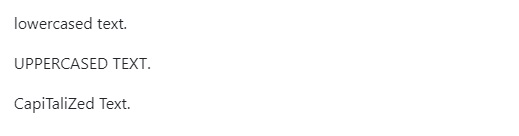 lowercased text.
UPPERCASED TEXT.
CapiTaliZed Text.